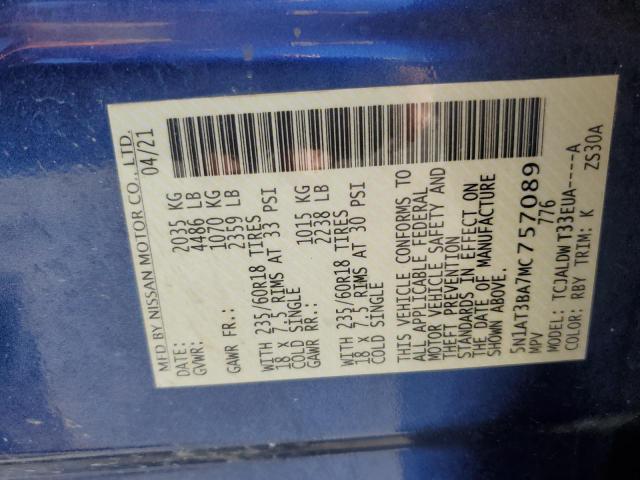 MFD BY NISSAN MOTOR CO., LTD.
DATE: 04/21
GVWR: 2035 KG
4486 LB
GAWR FR.: 1070 KG
2359 LB
WITH 235/60R18 TIRES
18 x 7.5 RIMS AT 33 PSI
COLD SINGLE
GAWR RR.: 1015 KG
2238 LB
WITH 235/60R18 TIRES
18 x 7.5 RIMS AT 30 PSI
COLD SINGLE
THIS VEHICLE CONFORMS TO
ALL APPLICABLE FEDERAL
MOTOR VEHICLE SAFETY AND
THEFT PREVENTION
STANDARDS IN EFFECT ON
THE DATE OF MANUFACTURE
SHOWN ABOVE.
5N1AT3BA7MC757089
MPV 776
MODEL: TCJALDWT33EUA----A
COLOR: RBY TRIM: K ZS30A